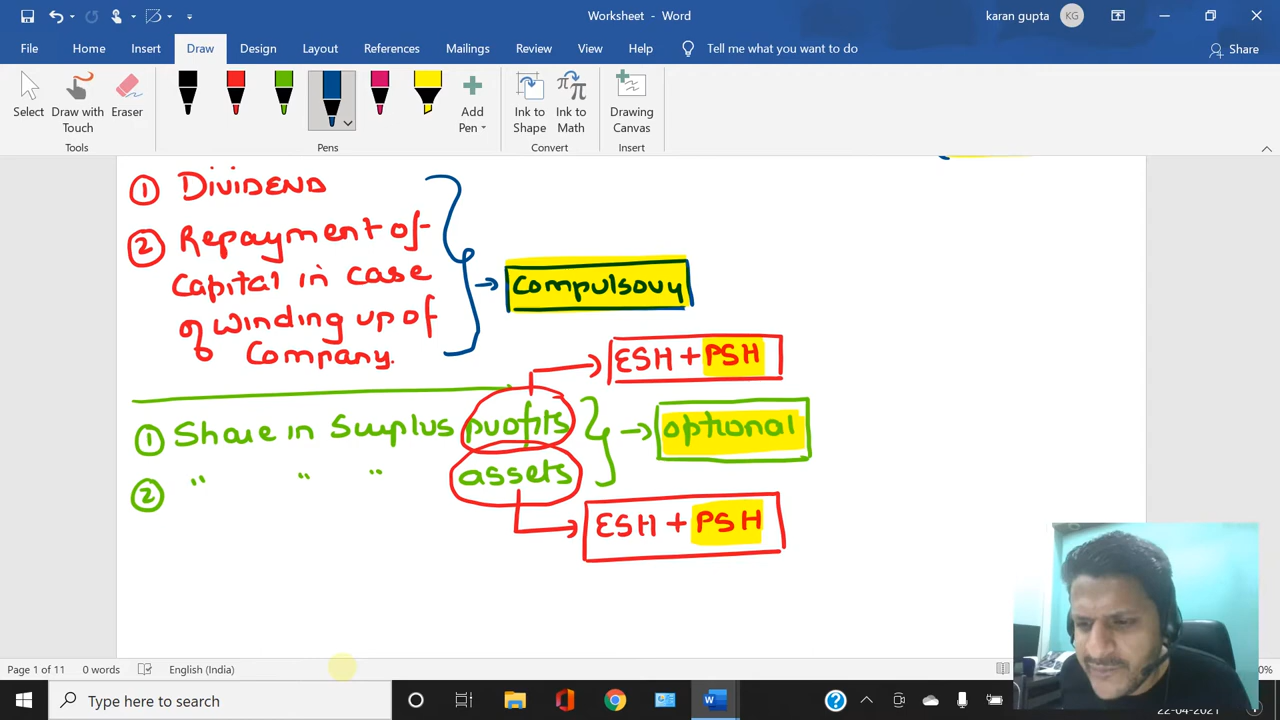 Worksheet - Word
karan gupta
KG
File Home Insert Draw Design Layout References Mailings Review View Help Tell me what you want to do Share
Select
Draw with Touch
Eraser
Add Pen
Ink to Shape
Ink to Math
Drawing Canvas
Tools
Pens
Convert
Insert
① Dividend
② Repayment of
Capital in case
of winding up of
Company.
Compulsory
ESH + PSH
① Share in Surplus profits
optional
② " " " assets
ESH + PSH
Page 1 of 11 0 words English (India)
Type here to search
22-04-2021